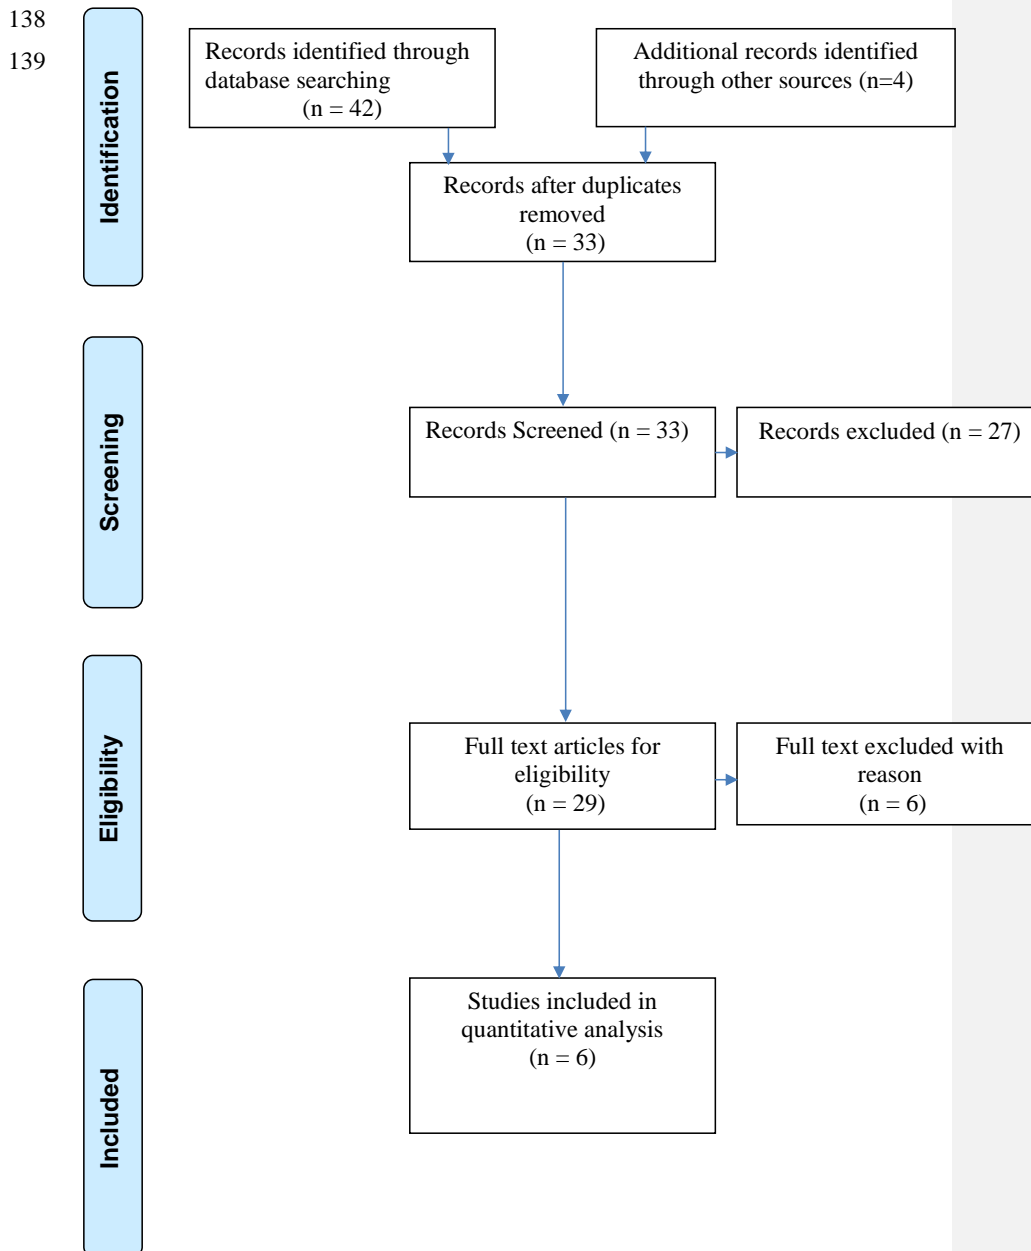 138
139
Identification
Records identified through
database searching
(n = 42)
Additional records identified
through other sources (n=4)
Records after duplicates
removed
(n = 33)
Screening
Records Screened (n = 33)
Records excluded (n = 27)
Eligibility
Full text articles for
eligibility
(n = 29)
Full text excluded with
reason
(n = 6)
Included
Studies included in
quantitative analysis
(n = 6)